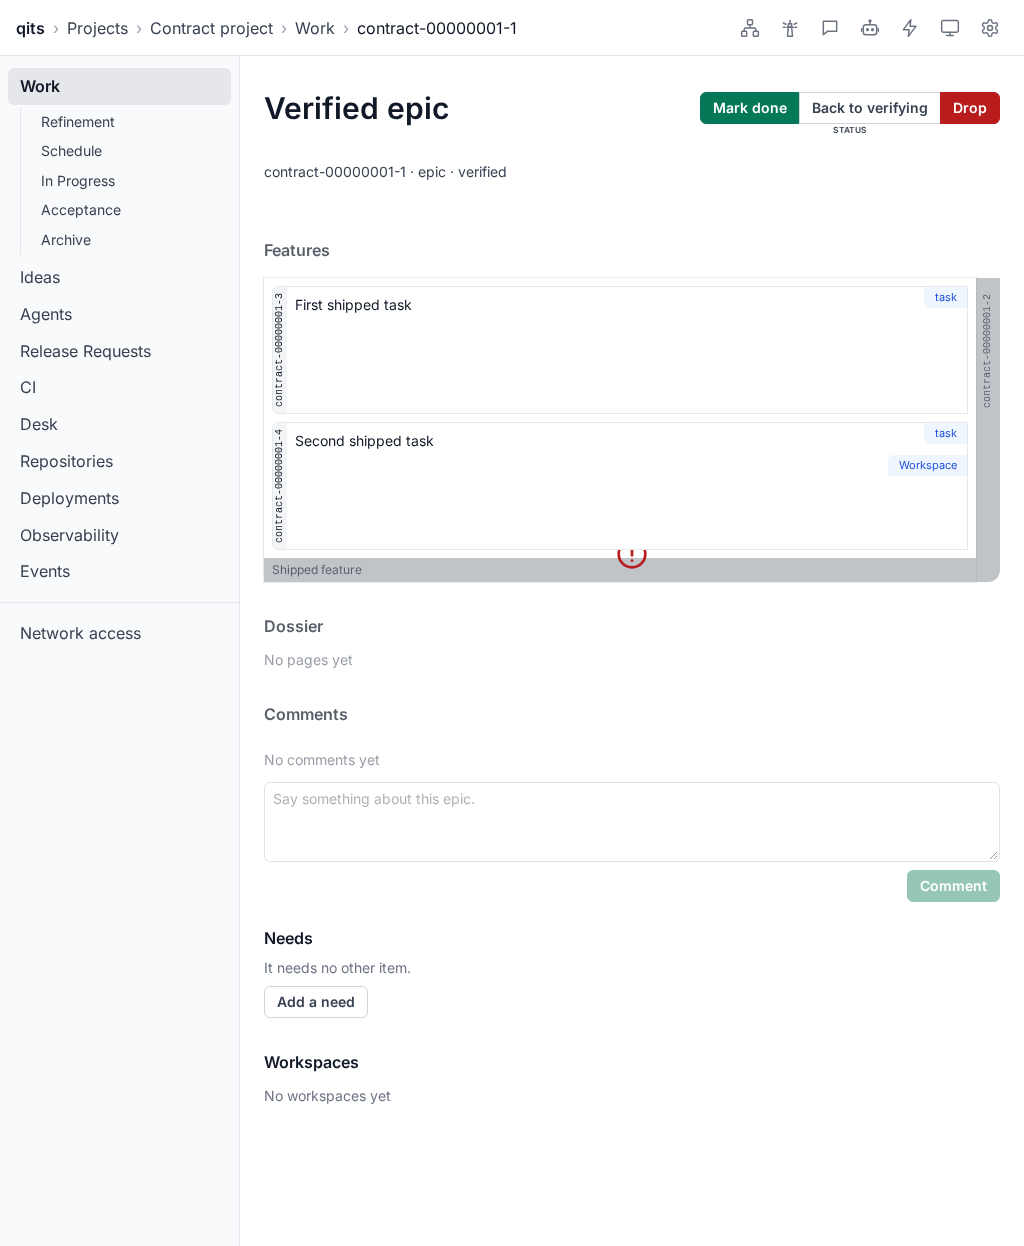 qits › Projects › Contract project › Work › contract-00000001-1
Work
Refinement
Schedule
In Progress
Acceptance
Archive
Ideas
Agents
Release Requests
CI
Desk
Repositories
Deployments
Observability
Events
Network access
Verified epic
Mark done
Back to verifying
Drop
STATUS
contract-00000001-1 · epic · verified
Features
contract-00000001-3
First shipped task
task
contract-00000001-2
contract-00000001-4
Second shipped task
task
Workspace
Shipped feature
Dossier
No pages yet
Comments
No comments yet
Say something about this epic.
Comment
Needs
It needs no other item.
Add a need
Workspaces
No workspaces yet